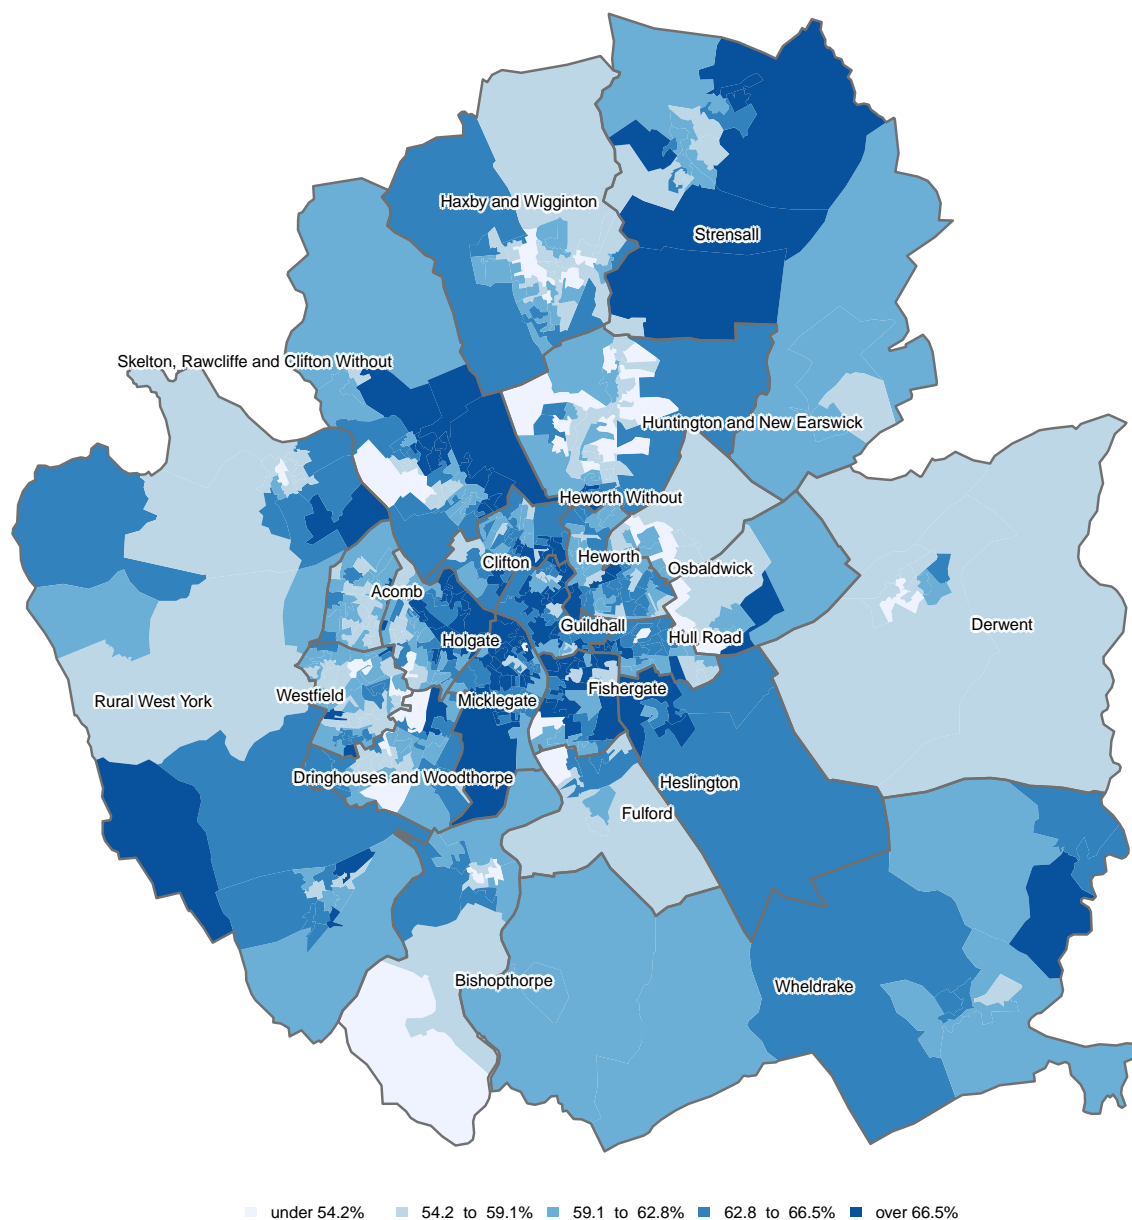 Haxby and Wigginton
Strensall
Skelton, Rawcliffe and Clifton Without
Huntington and New Earswick
Heworth Without
Clifton
Heworth
Osbaldwick
Acomb
Guildhall
Derwent
Holgate
Hull Road
Fishergate
Westfield
Rural West York
Micklegate
Dringhouses and Woodthorpe
Heslington
Fulford
Bishopthorpe
Wheldrake
under 54.2% 54.2 to 59.1% 59.1 to 62.8% 62.8 to 66.5% over 66.5%